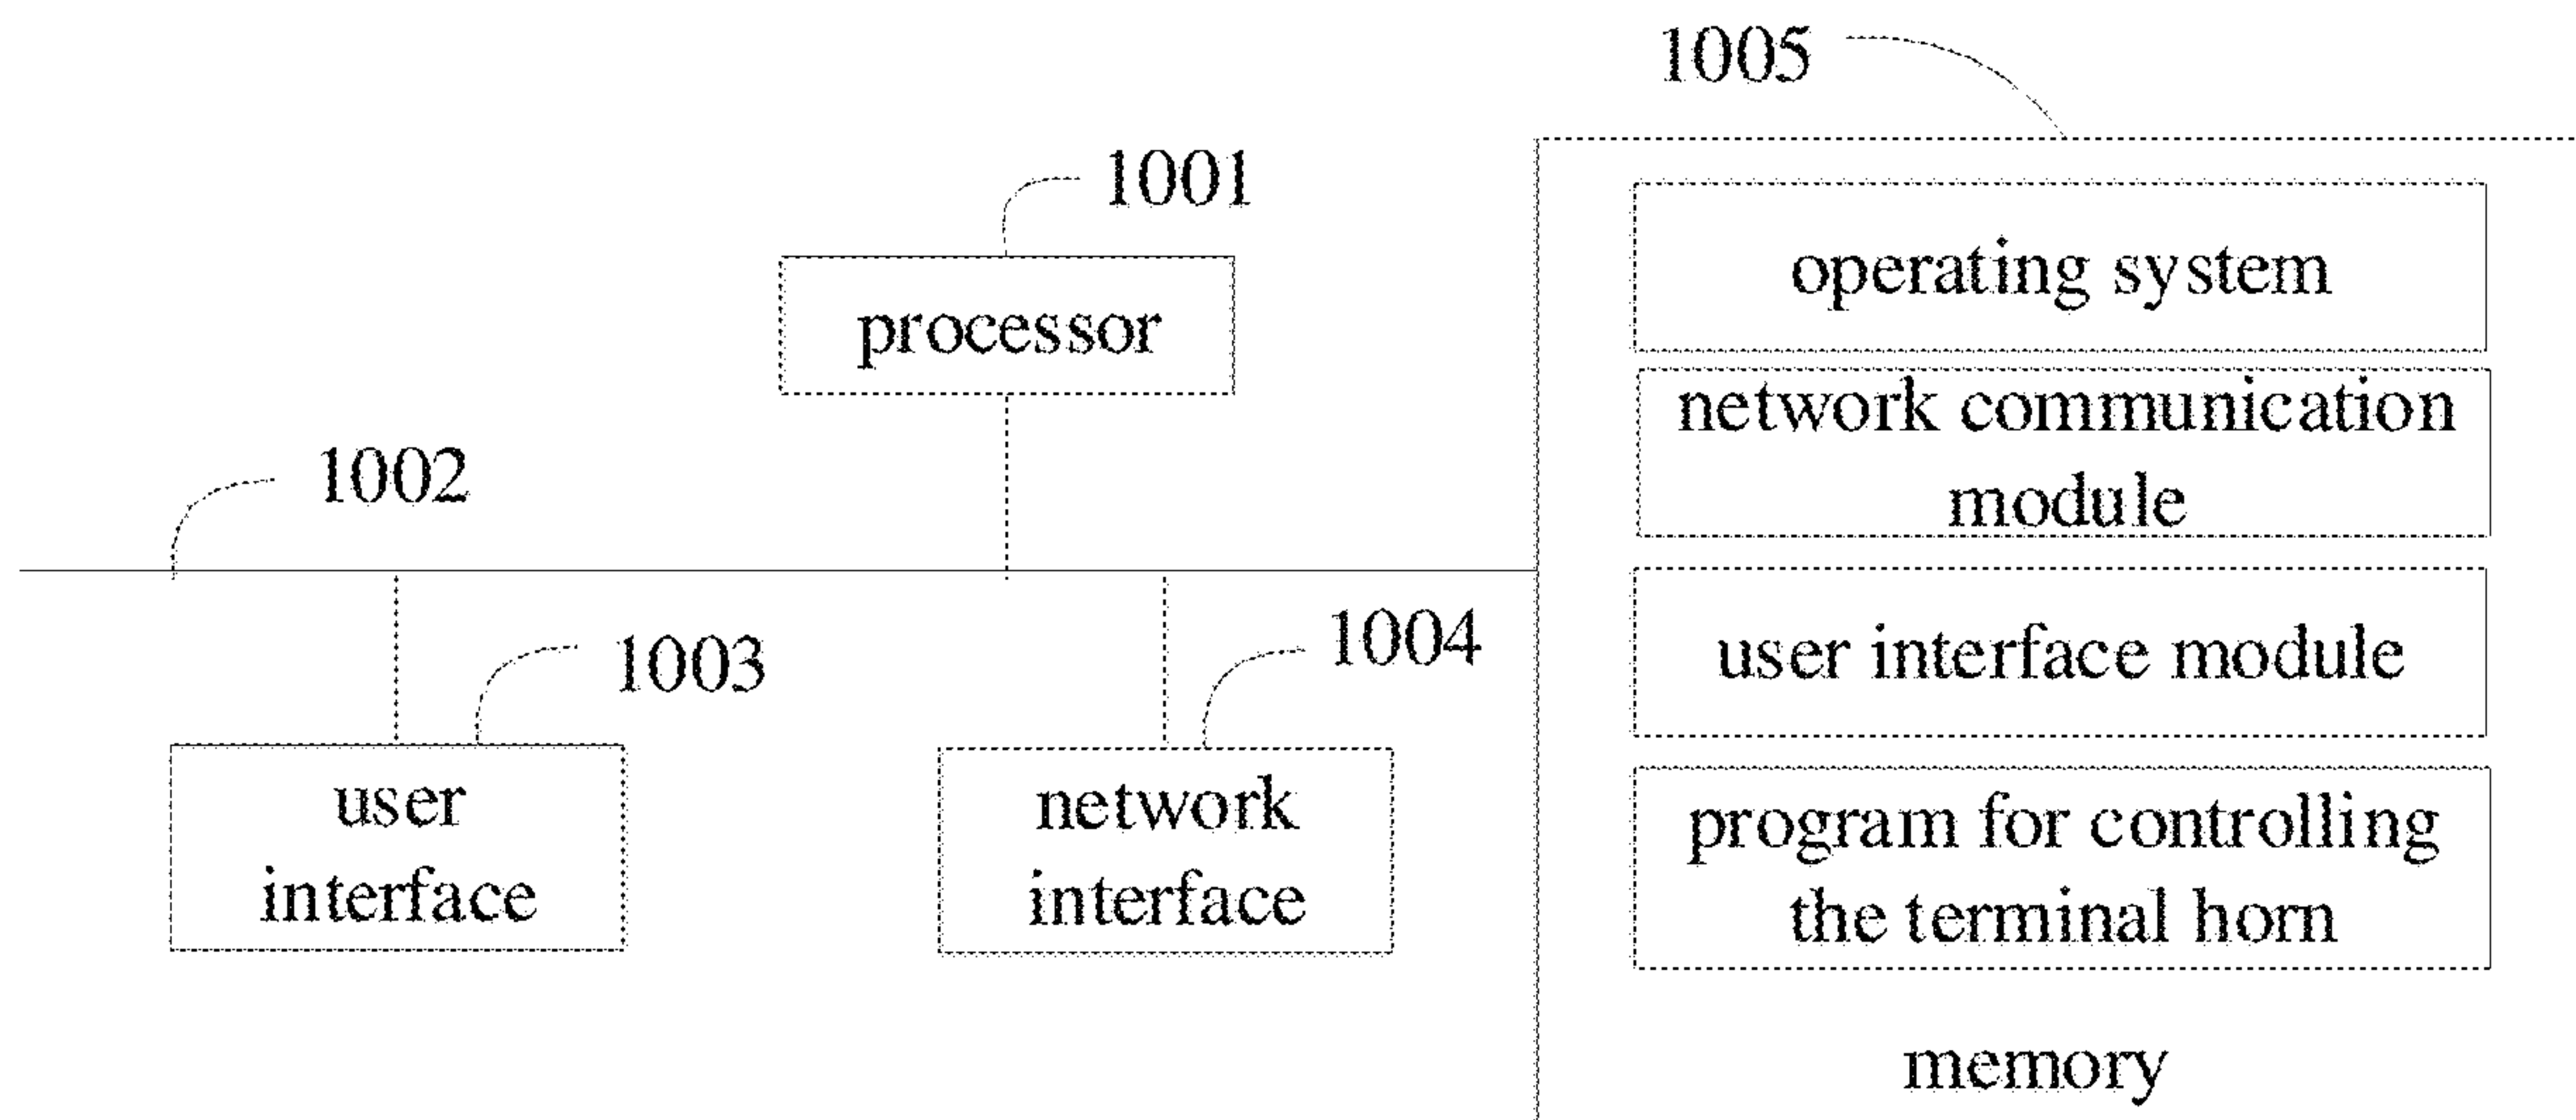 1005
1001
processor
1002
1003
user
interface
1004
network
interface
operating system
network communication
module
user interface module
program for controlling
the terminal horn
memory